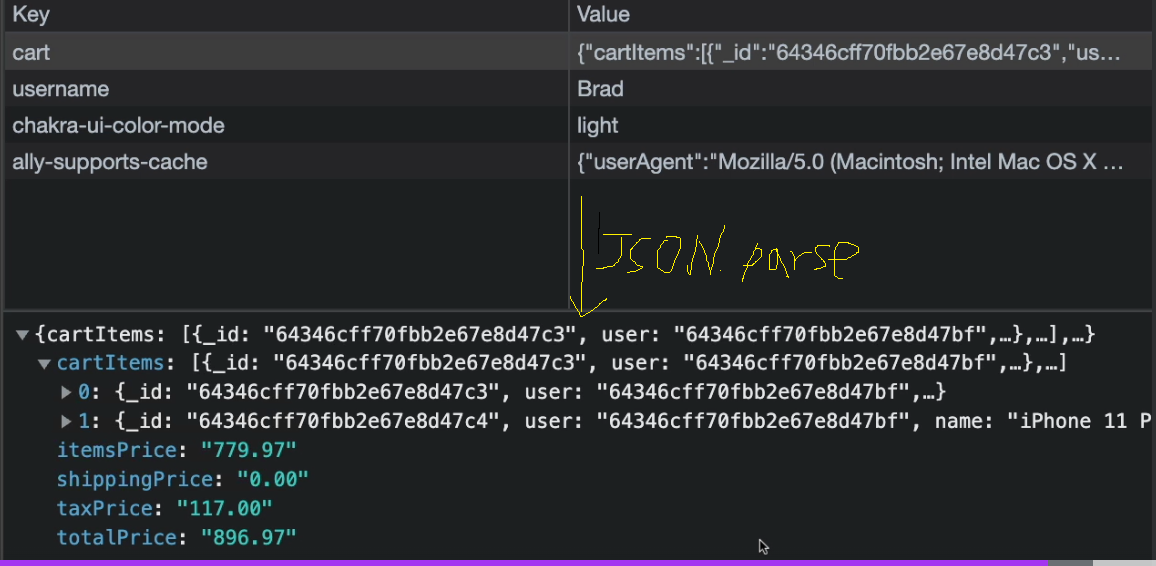 Key Value
cart {"cartItems":[{"_id":"64346cff70fbb2e67e8d47c3","us…
username Brad
chakra-ui-color-mode light
ally-supports-cache {"userAgent":"Mozilla/5.0 (Macintosh; Intel Mac OS X …
JSON. parse
▼{cartItems: [{_id: "64346cff70fbb2e67e8d47c3", user: "64346cff70fbb2e67e8d47bf",…},…],…}
▼cartItems: [{_id: "64346cff70fbb2e67e8d47c3", user: "64346cff70fbb2e67e8d47bf",…},…]
▶0: {_id: "64346cff70fbb2e67e8d47c3", user: "64346cff70fbb2e67e8d47bf",…}
▶1: {_id: "64346cff70fbb2e67e8d47c4", user: "64346cff70fbb2e67e8d47bf", name: "iPhone 11 P
itemsPrice: "779.97"
shippingPrice: "0.00"
taxPrice: "117.00"
totalPrice: "896.97"